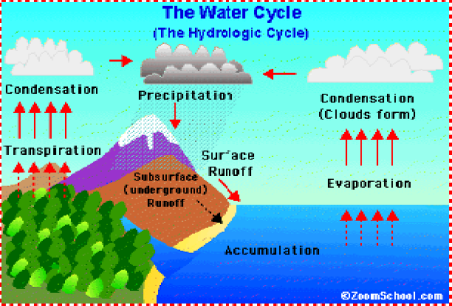 The Water Cycle
(The Hydrologic Cycle)
Condensation
Precipitation
Condensation
(Clouds form)
Transpiration
Surface
Runoff
Subsurface
(underground)
Runoff
Evaporation
Accumulation
©ZoomSchool.com